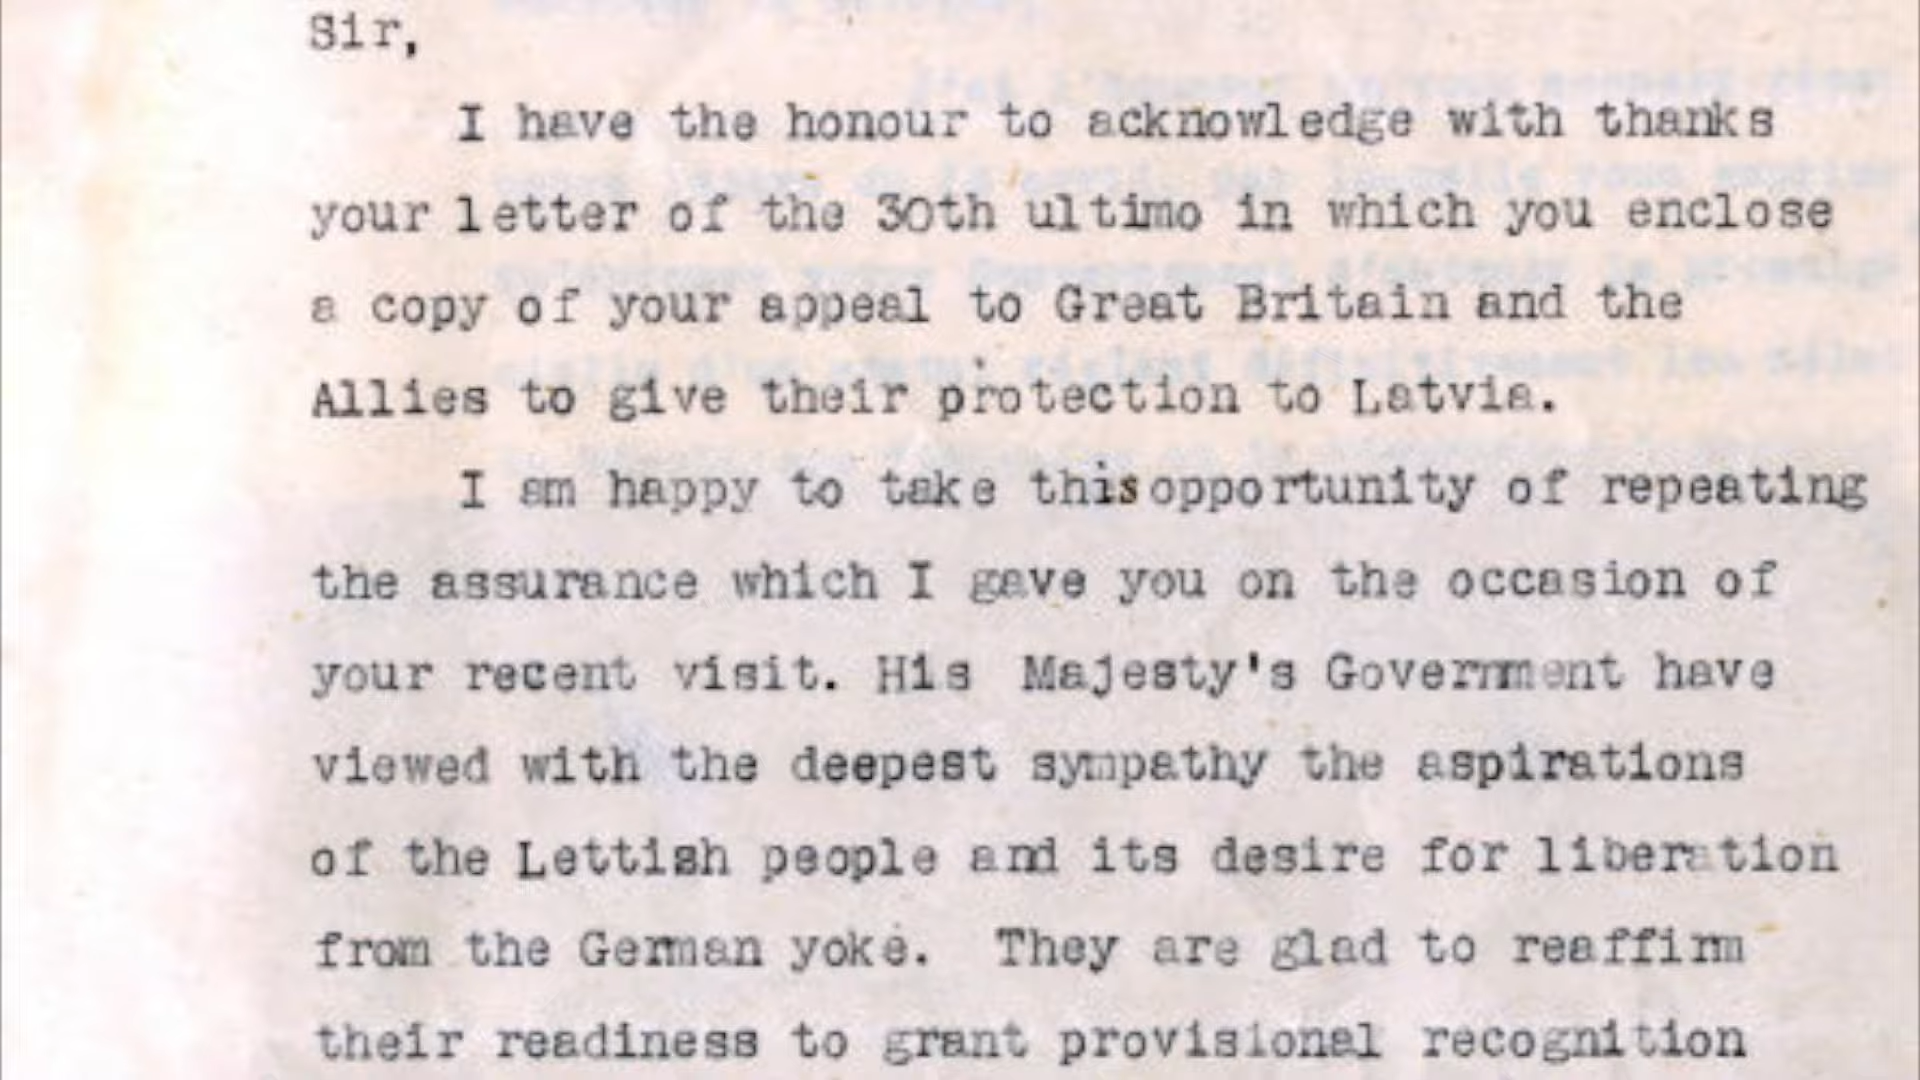 Sir,
I have the honour to acknowledge with thanks
your letter of the 30th ultimo in which you enclose
a copy of your appeal to Great Britain and the
Allies to give their protection to Latvia.
I am happy to take this opportunity of repeating
the assurance which I gave you on the occasion of
your recent visit. His Majesty's Government have
viewed with the deepest sympathy the aspirations
of the Lettish people and its desire for liberation
from the German yoke. They are glad to reaffirm
their readiness to grant provisional recognition